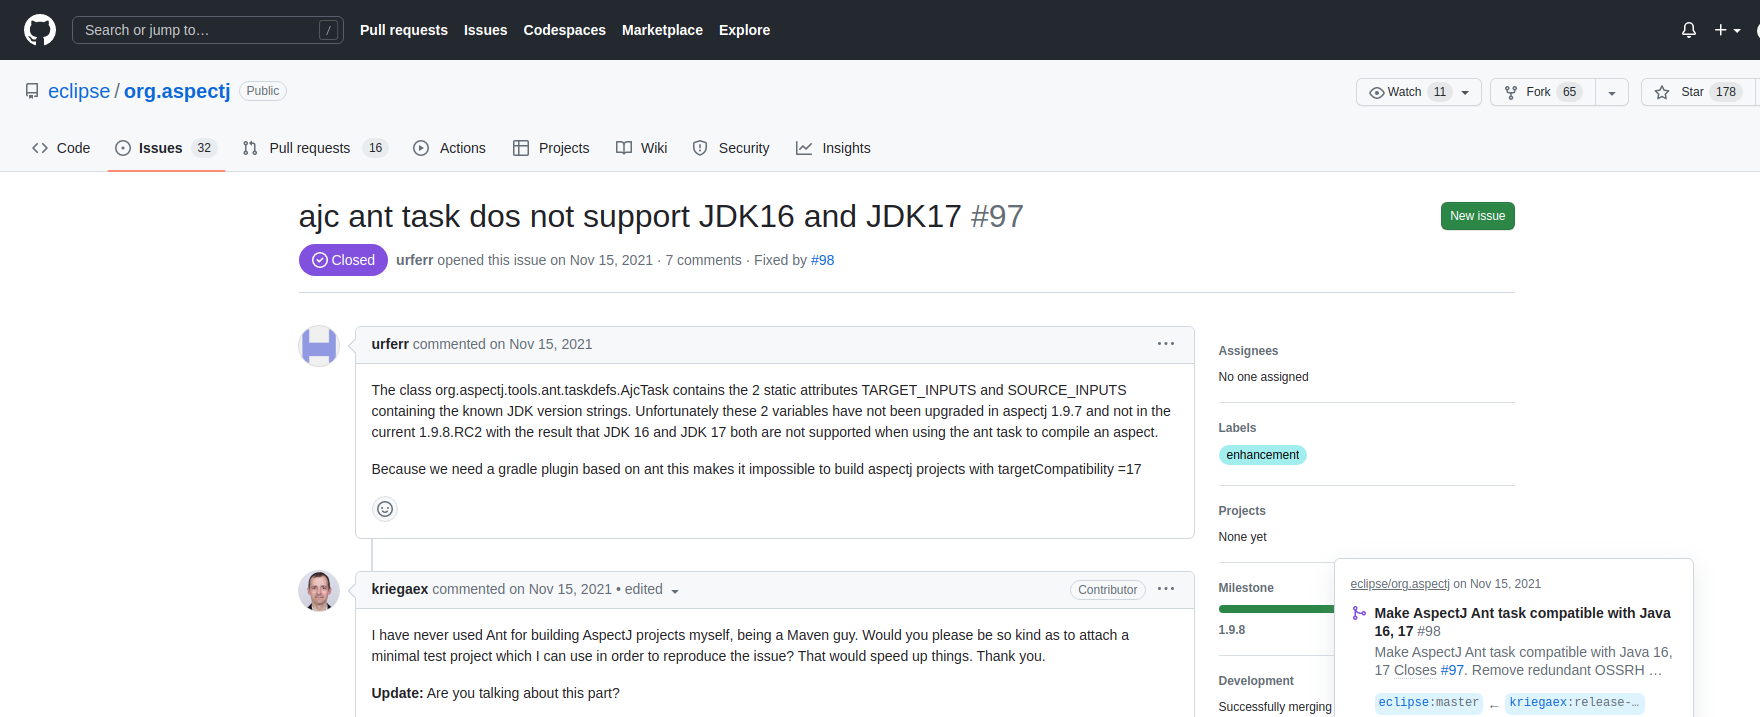 Search or jump to… /
Pull requests Issues Codespaces Marketplace Explore
eclipse / org.aspectj Public
Watch 11 Fork 65 Star 178
Code Issues 32 Pull requests 16 Actions Projects Wiki Security Insights
ajc ant task dos not support JDK16 and JDK17 #97
New issue
Closed urferr opened this issue on Nov 15, 2021 · 7 comments · Fixed by #98
urferr commented on Nov 15, 2021
The class org.aspectj.tools.ant.taskdefs.AjcTask contains the 2 static attributes TARGET_INPUTS and SOURCE_INPUTS
containing the known JDK version strings. Unfortunately these 2 variables have not been upgraded in aspectj 1.9.7 and not in the
current 1.9.8.RC2 with the result that JDK 16 and JDK 17 both are not supported when using the ant task to compile an aspect.
Because we need a gradle plugin based on ant this makes it impossible to build aspectj projects with targetCompatibility =17
kriegaex commented on Nov 15, 2021 • edited
Contributor
I have never used Ant for building AspectJ projects myself, being a Maven guy. Would you please be so kind as to attach a
minimal test project which I can use in order to reproduce the issue? That would speed up things. Thank you.
Update: Are you talking about this part?
Assignees
No one assigned
Labels
enhancement
Projects
None yet
Milestone
1.9.8
Development
Successfully merging
eclipse/org.aspectj on Nov 15, 2021
Make AspectJ Ant task compatible with Java
16, 17 #98
Make AspectJ Ant task compatible with Java 16,
17 Closes #97. Remove redundant OSSRH …
eclipse:master ← kriegaex:release-…